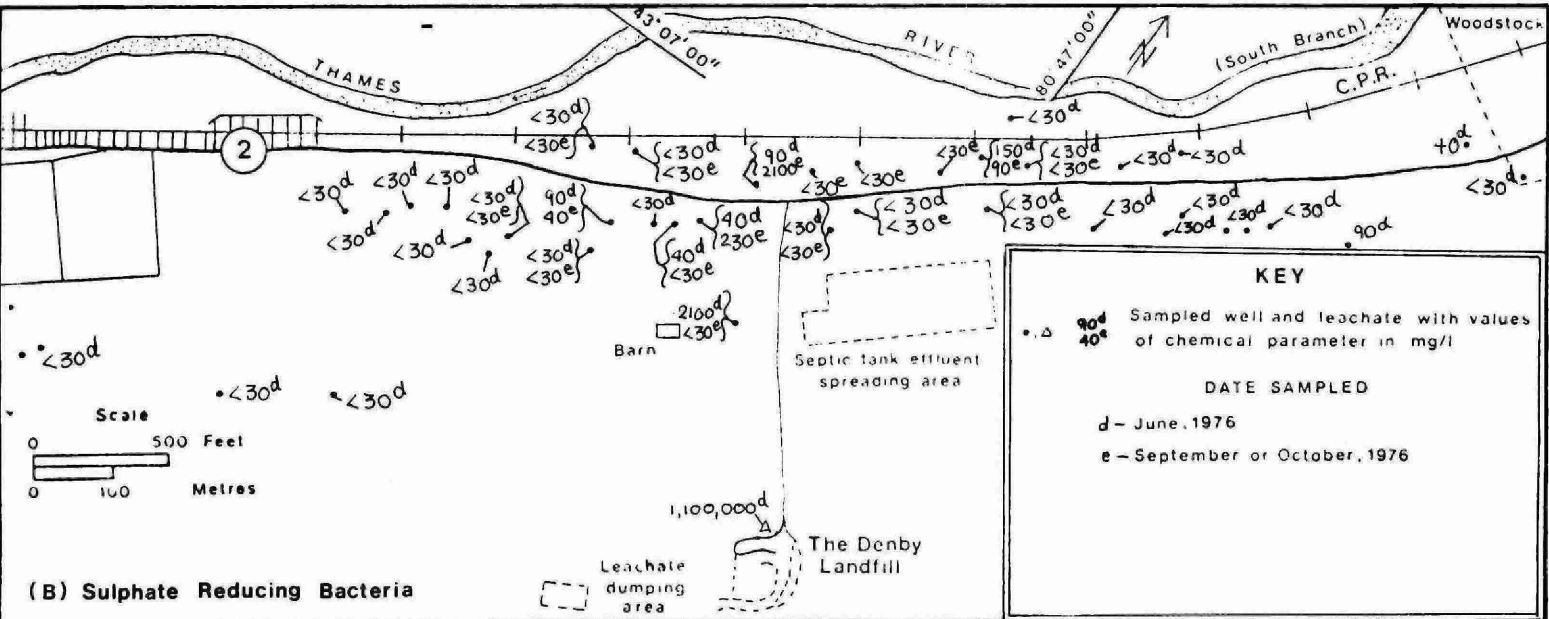 THAMES
43°07'00"
RIVER
80°47'00"
N
(South Branch)
Woodstock
C.P.R.
2
<30d
<30e
<30d
<30e
90d
2100e
<30e
<30e
<30e
150d
90e
<30d
<30d
<30e
<30d
<30d
40d
<30d
<30d
<30d
<30d
<30d
<30e
90d
40e
<30d
40d
230e
<30d
<30e
<30d
<30e
<30d
<30e
<30d
<30d
<30d
<30d
<30d
90d
<30d
<30d
<30d
<30d
<30e
40d
<30e
2100d
<30e
Barn
Septic tank effluent
spreading area
<30d
<30d
<30d
Scale
0 500 Feet
0 100 Metres
1,100,000d
The Denby
Landfill
Leachate
dumping
area
(B) Sulphate Reducing Bacteria
KEY
90d
40e
Sampled well and leachate with values
of chemical parameter in mg/l
DATE SAMPLED
d – June, 1976
e – September or October, 1976